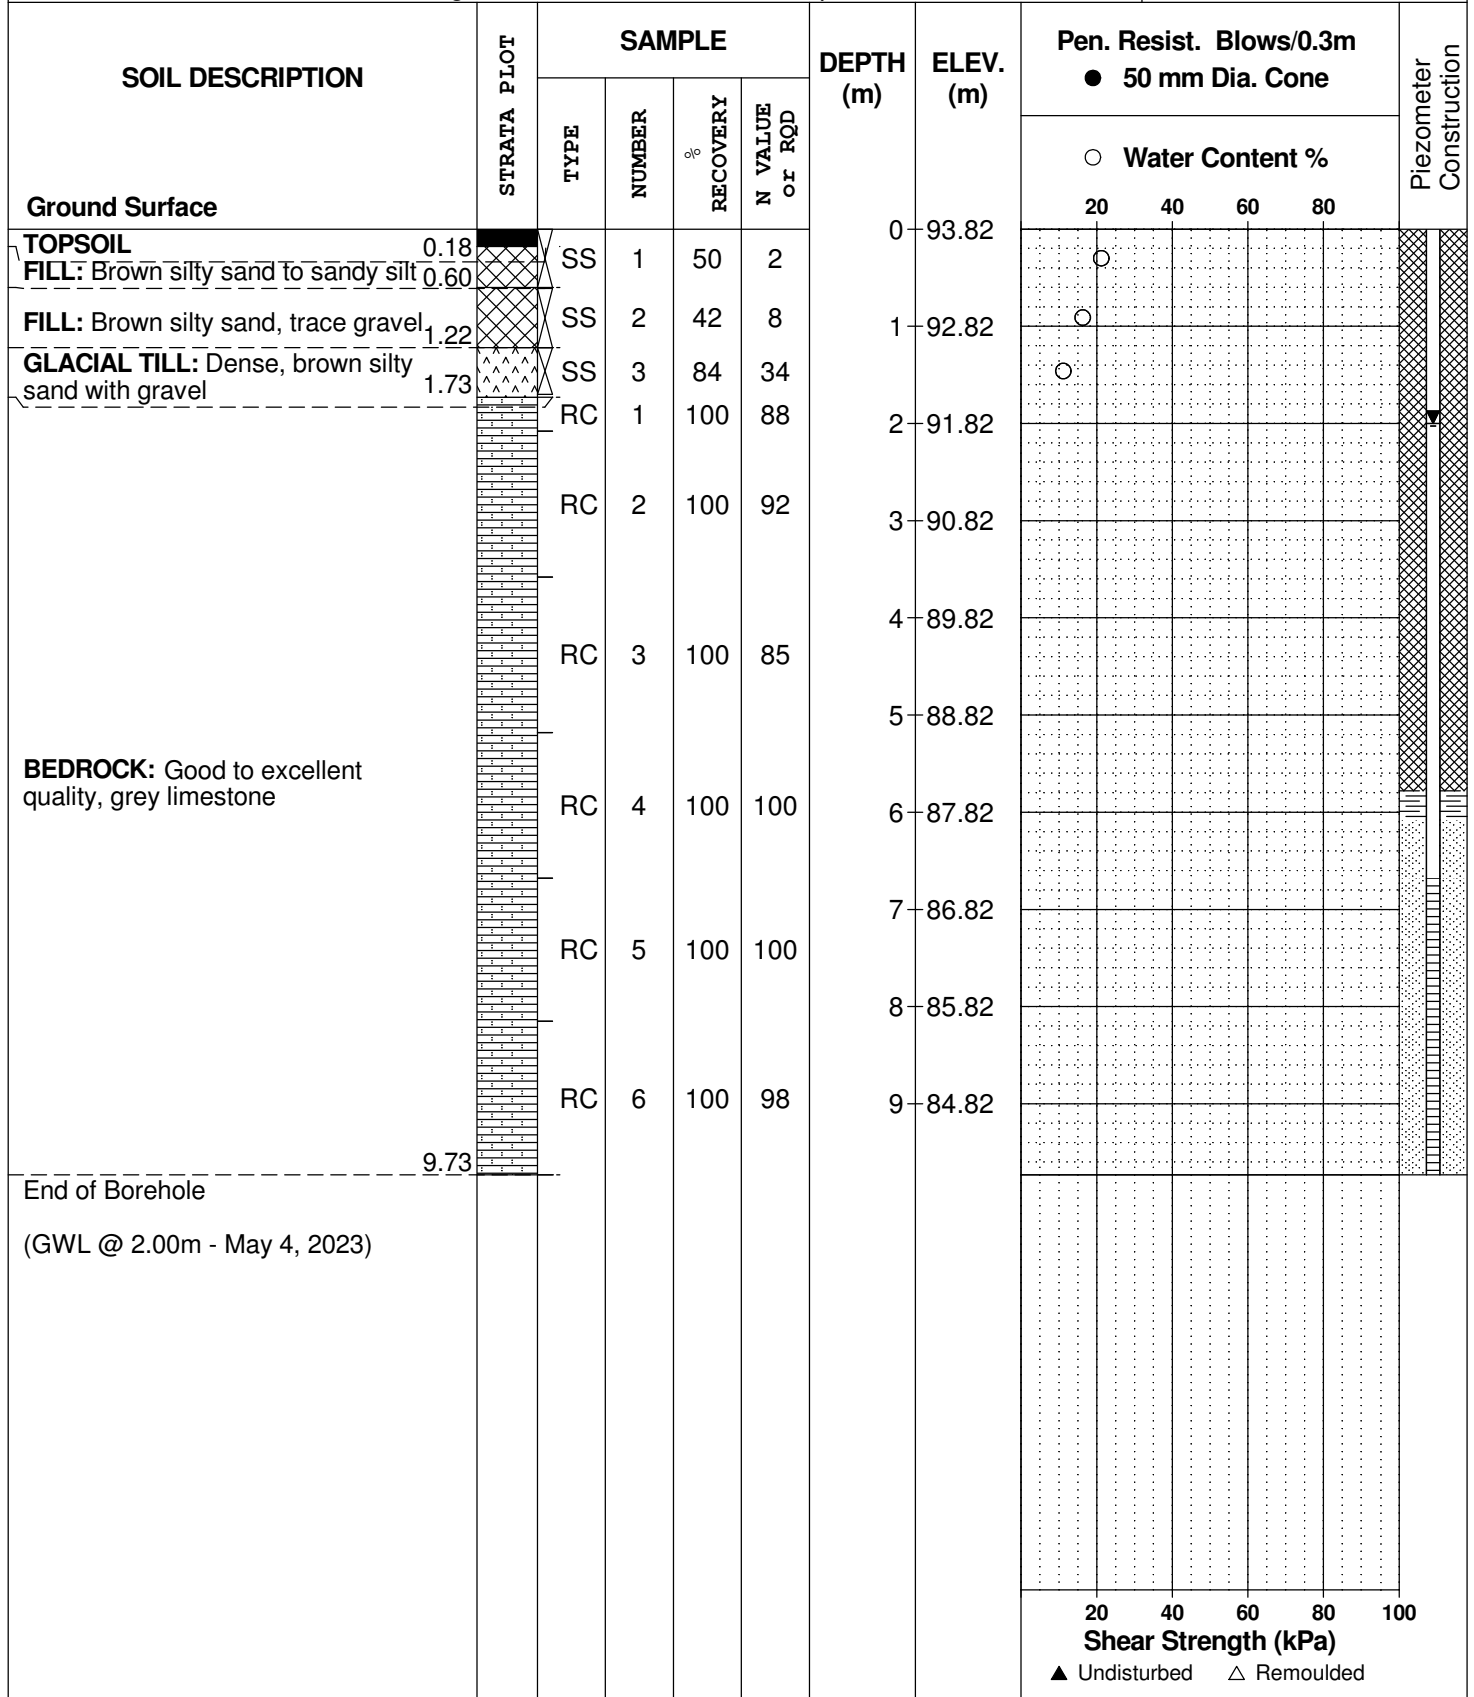 SOIL DESCRIPTION
STRATA PLOT
SAMPLE
TYPE
NUMBER
% RECOVERY
N VALUE or RQD
DEPTH (m)
ELEV. (m)
Pen. Resist. Blows/0.3m
● 50 mm Dia. Cone
○ Water Content %
Piezometer Construction
20 40 60 80
Ground Surface
0 93.82
TOPSOIL 0.18
FILL: Brown silty sand to sandy silt 0.60
SS 1 50 2
FILL: Brown silty sand, trace gravel 1.22
SS 2 42 8
1 92.82
GLACIAL TILL: Dense, brown silty
sand with gravel 1.73
SS 3 84 34
RC 1 100 88
2 91.82
RC 2 100 92
3 90.82
4 89.82
RC 3 100 85
5 88.82
BEDROCK: Good to excellent
quality, grey limestone
RC 4 100 100
6 87.82
7 86.82
RC 5 100 100
8 85.82
RC 6 100 98
9 84.82
9.73
End of Borehole
(GWL @ 2.00m - May 4, 2023)
20 40 60 80 100
Shear Strength (kPa)
▲ Undisturbed △ Remoulded